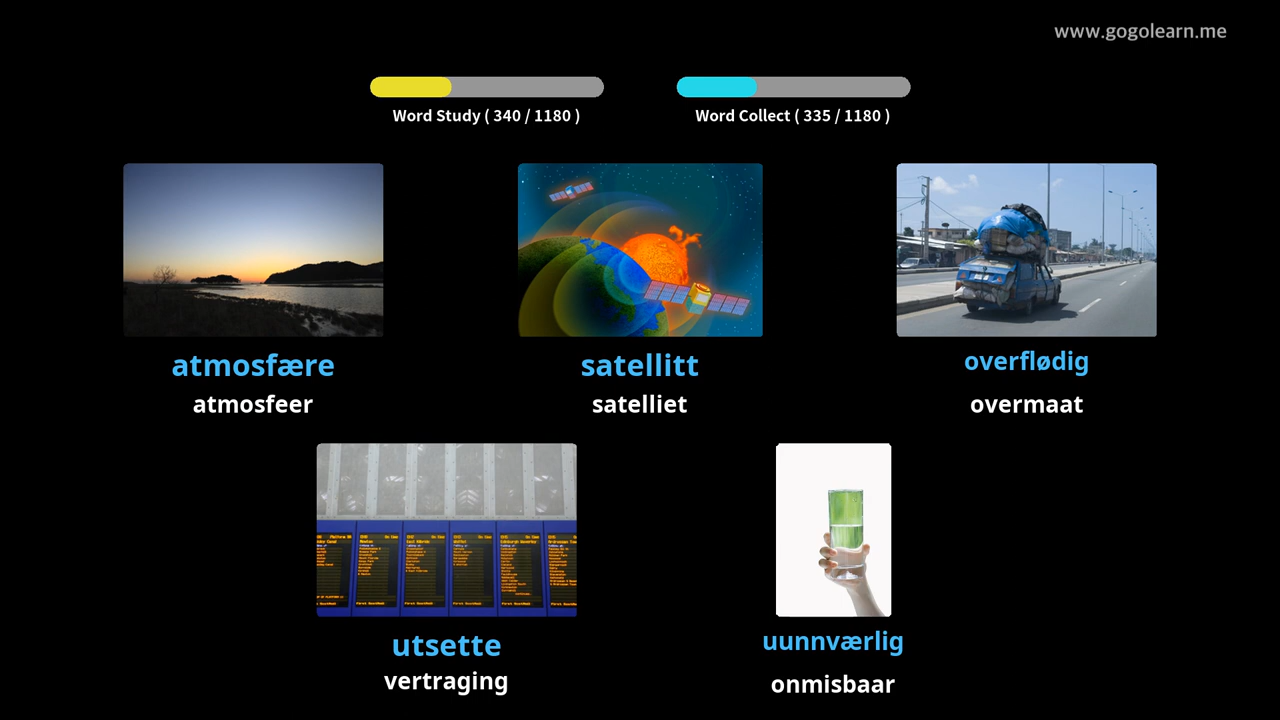 www.gogolearn.me
Word Study ( 340 / 1180 )
Word Collect ( 335 / 1180 )
atmosfære
satellitt
overflødig
atmosfeer
satelliet
overmaat
utsette
uunnværlig
vertraging
onmisbaar